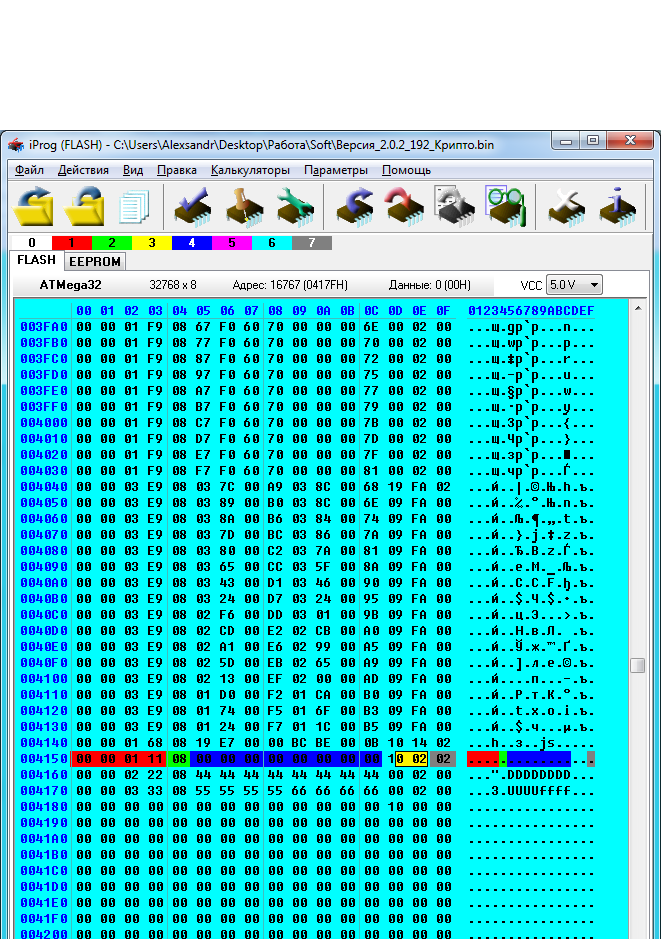 iProg (FLASH) - C:\Users\Alexsandr\Desktop\Работа\Soft\Версия_2.0.2_192_Крипто.bin
Файл Действия Вид Правка Калькуляторы Параметры Помощь
0 1 2 3 4 5 6 7
FLASH EEPROM
ATMega32 32768 x 8 Адрес: 16767 (0417FH) Данные: 0 (00H) VCC 5.0 V
00 01 02 03 04 05 06 07 08 09 0A 0B 0C 0D 0E 0F 0123456789ABCDEF
003FA0 00 00 01 F9 08 67 F0 60 70 00 00 00 6E 00 02 00 ...щ.gр`p...n...
003FB0 00 00 01 F9 08 77 F0 60 70 00 00 00 70 00 02 00 ...щ.wр`p...p...
003FC0 00 00 01 F9 08 87 F0 60 70 00 00 00 72 00 02 00 ...щ.‡р`p...r...
003FD0 00 00 01 F9 08 97 F0 60 70 00 00 00 75 00 02 00 ...щ.—р`p...u...
003FE0 00 00 01 F9 08 A7 F0 60 70 00 00 00 77 00 02 00 ...щ.§р`p...w...
003FF0 00 00 01 F9 08 B7 F0 60 70 00 00 00 79 00 02 00 ...щ.·р`p...y...
004000 00 00 01 F9 08 C7 F0 60 70 00 00 00 7B 00 02 00 ...щ.Зр`p...{...
004010 00 00 01 F9 08 D7 F0 60 70 00 00 00 7D 00 02 00 ...щ.Чр`p...}...
004020 00 00 01 F9 08 E7 F0 60 70 00 00 00 7F 00 02 00 ...щ.зр`p...■...
004030 00 00 01 F9 08 F7 F0 60 70 00 00 00 81 00 02 00 ...щ.чр`p...Ѓ...
004040 00 00 03 E9 08 03 7C 00 A9 03 8C 00 68 19 FA 02 ...й..|.©.Њ.h.ъ.
004050 00 00 03 E9 08 03 89 00 B0 03 8C 00 6E 09 FA 00 ...й..‰.°.Њ.n.ъ.
004060 00 00 03 E9 08 03 8A 00 B6 03 84 00 74 09 FA 00 ...й..Љ.¶.„.t.ъ.
004070 00 00 03 E9 08 03 7D 00 BC 03 86 00 7A 09 FA 00 ...й..}.ј.†.z.ъ.
004080 00 00 03 E9 08 03 80 00 C2 03 7A 00 81 09 FA 00 ...й..Ђ.В.z.Ѓ.ъ.
004090 00 00 03 E9 08 03 65 00 CC 03 5F 00 8A 09 FA 00 ...й..e.М._.Љ.ъ.
0040A0 00 00 03 E9 08 03 43 00 D1 03 46 00 90 09 FA 00 ...й..C.С.F.ђ.ъ.
0040B0 00 00 03 E9 08 03 24 00 D7 03 24 00 95 09 FA 00 ...й..$.Ч.$.•.ъ.
0040C0 00 00 03 E9 08 02 F6 00 DD 03 01 00 9B 09 FA 00 ...й..ц.Э...›.ъ.
0040D0 00 00 03 E9 08 02 CD 00 E2 02 CB 00 A0 09 FA 00 ...й..Н.в.Л. .ъ.
0040E0 00 00 03 E9 08 02 A1 00 E6 02 99 00 A5 09 FA 00 ...й..Ў.ж.™.Ґ.ъ.
0040F0 00 00 03 E9 08 02 5D 00 EB 02 65 00 A9 09 FA 00 ...й..].л.e.©.ъ.
004100 00 00 03 E9 08 02 13 00 EF 02 00 00 AD 09 FA 00 ...й....п...-.ъ.
004110 00 00 03 E9 08 01 D0 00 F2 01 CA 00 B0 09 FA 00 ...й..Р.т.К.°.ъ.
004120 00 00 03 E9 08 01 74 00 F5 01 6F 00 B3 09 FA 00 ...й..t.х.o.і.ъ.
004130 00 00 03 E9 08 01 24 00 F7 01 1C 00 B5 09 FA 00 ...й..$.ч...µ.ъ.
004140 00 00 01 68 08 19 E7 00 00 BC BE 00 0B 10 14 02 ...h..з..јѕ.....
004150 00 00 01 11 08 00 00 00 00 00 00 00 00 10 02 02 ................
004160 00 00 02 22 08 44 44 44 44 44 44 44 44 00 02 00 ...".DDDDDDDD...
004170 00 00 03 33 08 55 55 55 55 66 66 66 66 00 02 00 ...3.UUUUffff...
004180 00 00 00 00 00 00 00 00 00 00 00 00 00 10 00 00 ................
004190 00 00 00 00 00 00 00 00 00 00 00 00 00 00 00 00 ................
0041A0 00 00 00 00 00 00 00 00 00 00 00 00 00 00 00 00 ................
0041B0 00 00 00 00 00 00 00 00 00 00 00 00 00 00 00 00 ................
0041C0 00 00 00 00 00 00 00 00 00 00 00 00 00 00 00 00 ................
0041D0 00 00 00 00 00 00 00 00 00 00 00 00 00 00 00 00 ................
0041E0 00 00 00 00 00 00 00 00 00 00 00 00 00 00 00 00 ................
0041F0 00 00 00 00 00 00 00 00 00 00 00 00 00 00 00 00 ................
004200 00 00 00 00 00 00 00 00 00 00 00 00 00 00 00 00 ................